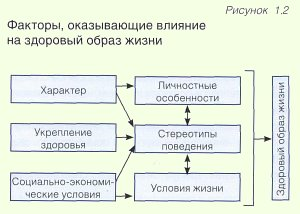 Рисунок 1.2
Факторы, оказывающие влияние
на здоровый образ жизни
Характер
Личностные
особенности
Укрепление
здоровья
Стереотипы
поведения
Социально-экономи-
ческие условия
Условия жизни
Здоровый образ жизни